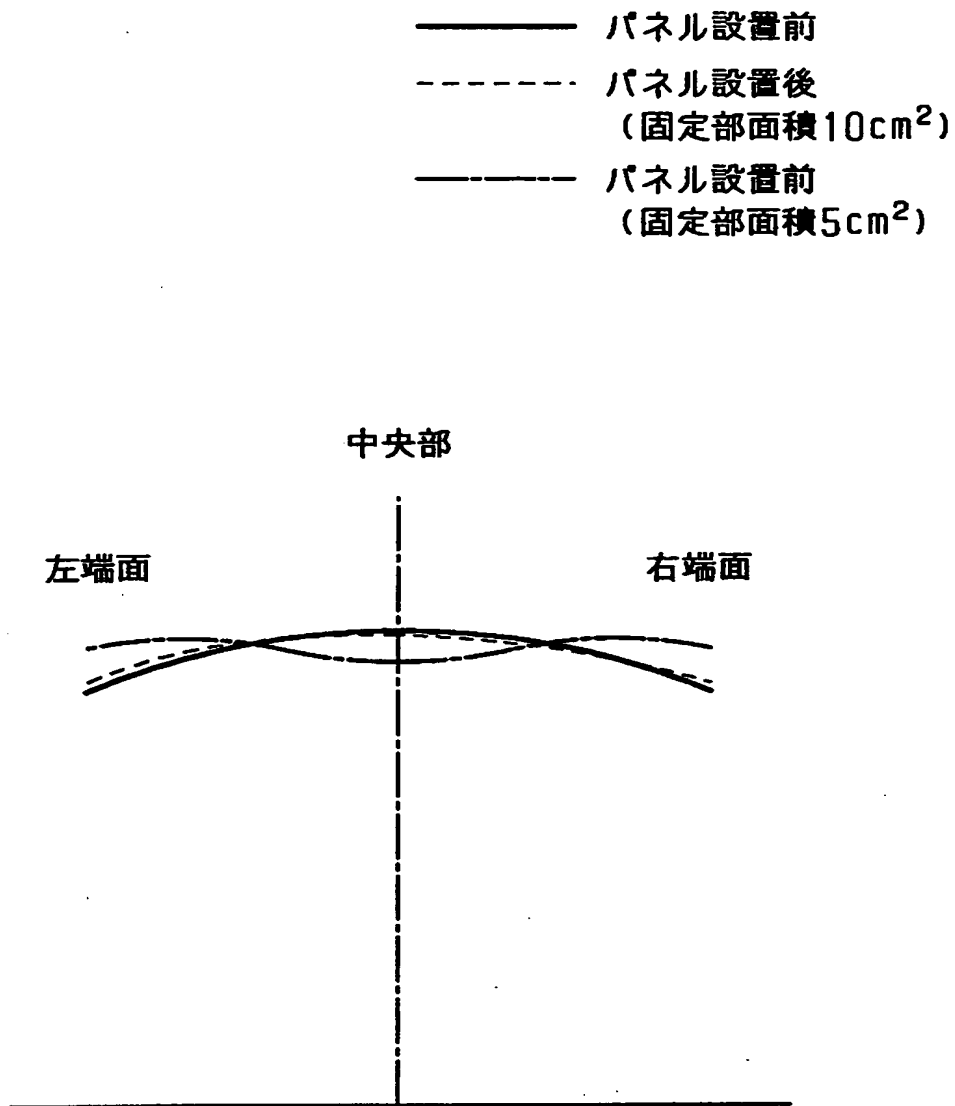 パネル設置前
パネル設置後
(固定部面積10cm²)
パネル設置前
(固定部面積5cm²)
中央部
左端面
右端面